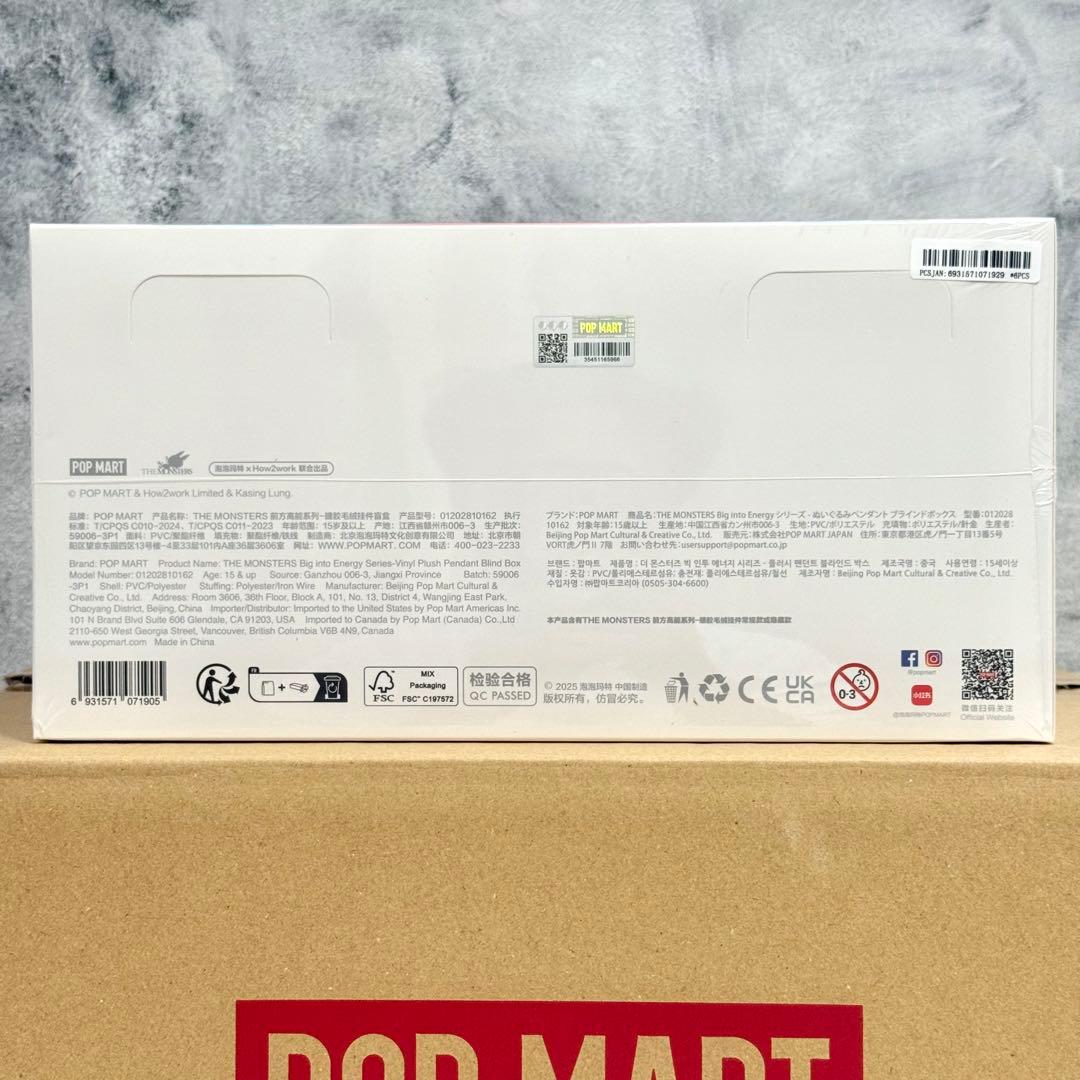 PCSJAN:6931571071929 *6PCS
POP MART
35451165966
POP MART
THE MONSTERS
泡泡玛特×How2work 联合出品
© POP MART & How2work Limited & Kasing Lung.
品牌: POP MART 产品名称: THE MONSTERS 前方高能系列-搪胶毛绒挂件盲盒 产品型号: 01202810162 执行
标准: T/CPQS C010-2024、T/CPQS C011-2023 年龄范围: 15岁及以上 产地: 江西省赣州市006-3 生产批次:
59006-3P1 面料: PVC/聚酯纤维 填充物: 聚酯纤维/铁线 制造商: 北京泡泡玛特文化创意有限公司 地址: 北京市朝
阳区望京东园四区13号楼-4至33层101内A座36层3606室 网址: WWW.POPMART.COM 电话: 400-023-2233
Brand: POP MART Product Name: THE MONSTERS Big into Energy Series-Vinyl Plush Pendant Blind Box
Model Number: 01202810162 Age: 15 & up Source: Ganzhou 006-3, Jiangxi Province Batch: 59006
-3P1 Shell: PVC/Polyester Stuffing: Polyester/Iron Wire Manufacturer: Beijing Pop Mart Cultural &
Creative Co., Ltd. Address: Room 3606, 36th Floor, Block A, 101, No. 13, District 4, Wangjing East Park,
Chaoyang District, Beijing, China Importer/Distributor: Imported to the United States by Pop Mart Americas Inc.
101 N Brand Blvd Suite 606 Glendale, CA 91203, USA Imported to Canada by Pop Mart (Canada) Co.,Ltd
2110-650 West Georgia Street, Vancouver, British Columbia V6B 4N9, Canada
www.popmart.com Made in China
ブランド: POP MART 商品名: THE MONSTERS Big into Energy シリーズ - ぬいぐるみペンダント ブラインドボックス 型番: 012028
10162 対象年齢: 15歳以上 生産地: 中国江西省カン州市006-3 生地: PVC/ポリエステル 充填物: ポリエステル/針金 生産者:
Beijing Pop Mart Cultural & Creative Co., Ltd. 販売元: 株式会社POP MART JAPAN 住所: 東京都港区虎ノ門一丁目13番5号
VORT虎ノ門Ⅱ 7階 お問い合わせ先: usersupport@popmart.co.jp
브랜드 : 팝마트 제품명 : 더 몬스터즈 빅 인투 에너지 시리즈 - 플러시 펜던트 블라인드 박스 제조국명 : 중국 사용연령 : 15세이상
재질 : 겉감 : PVC/폴리에스테르섬유; 충전재: 폴리에스테르섬유/철선 제조자명 : Beijing Pop Mart Cultural & Creative Co., Ltd.
수입자명 : ㈜팝마트코리아 (0505-304-6600)
本产品含有THE MONSTERS 前方高能系列-搪胶毛绒挂件常规款或隐藏款
6 931571 071905
FR
FSC
MIX
Packaging
FSC® C197572
检验合格
QC PASSED
© 2025 泡泡玛特 中国制造
版权所有，仿冒必究。
CE
UK
CA
0-3
@popmart
小红书
@泡泡玛特POPMART
微信扫码关注
Official Website
POP MART